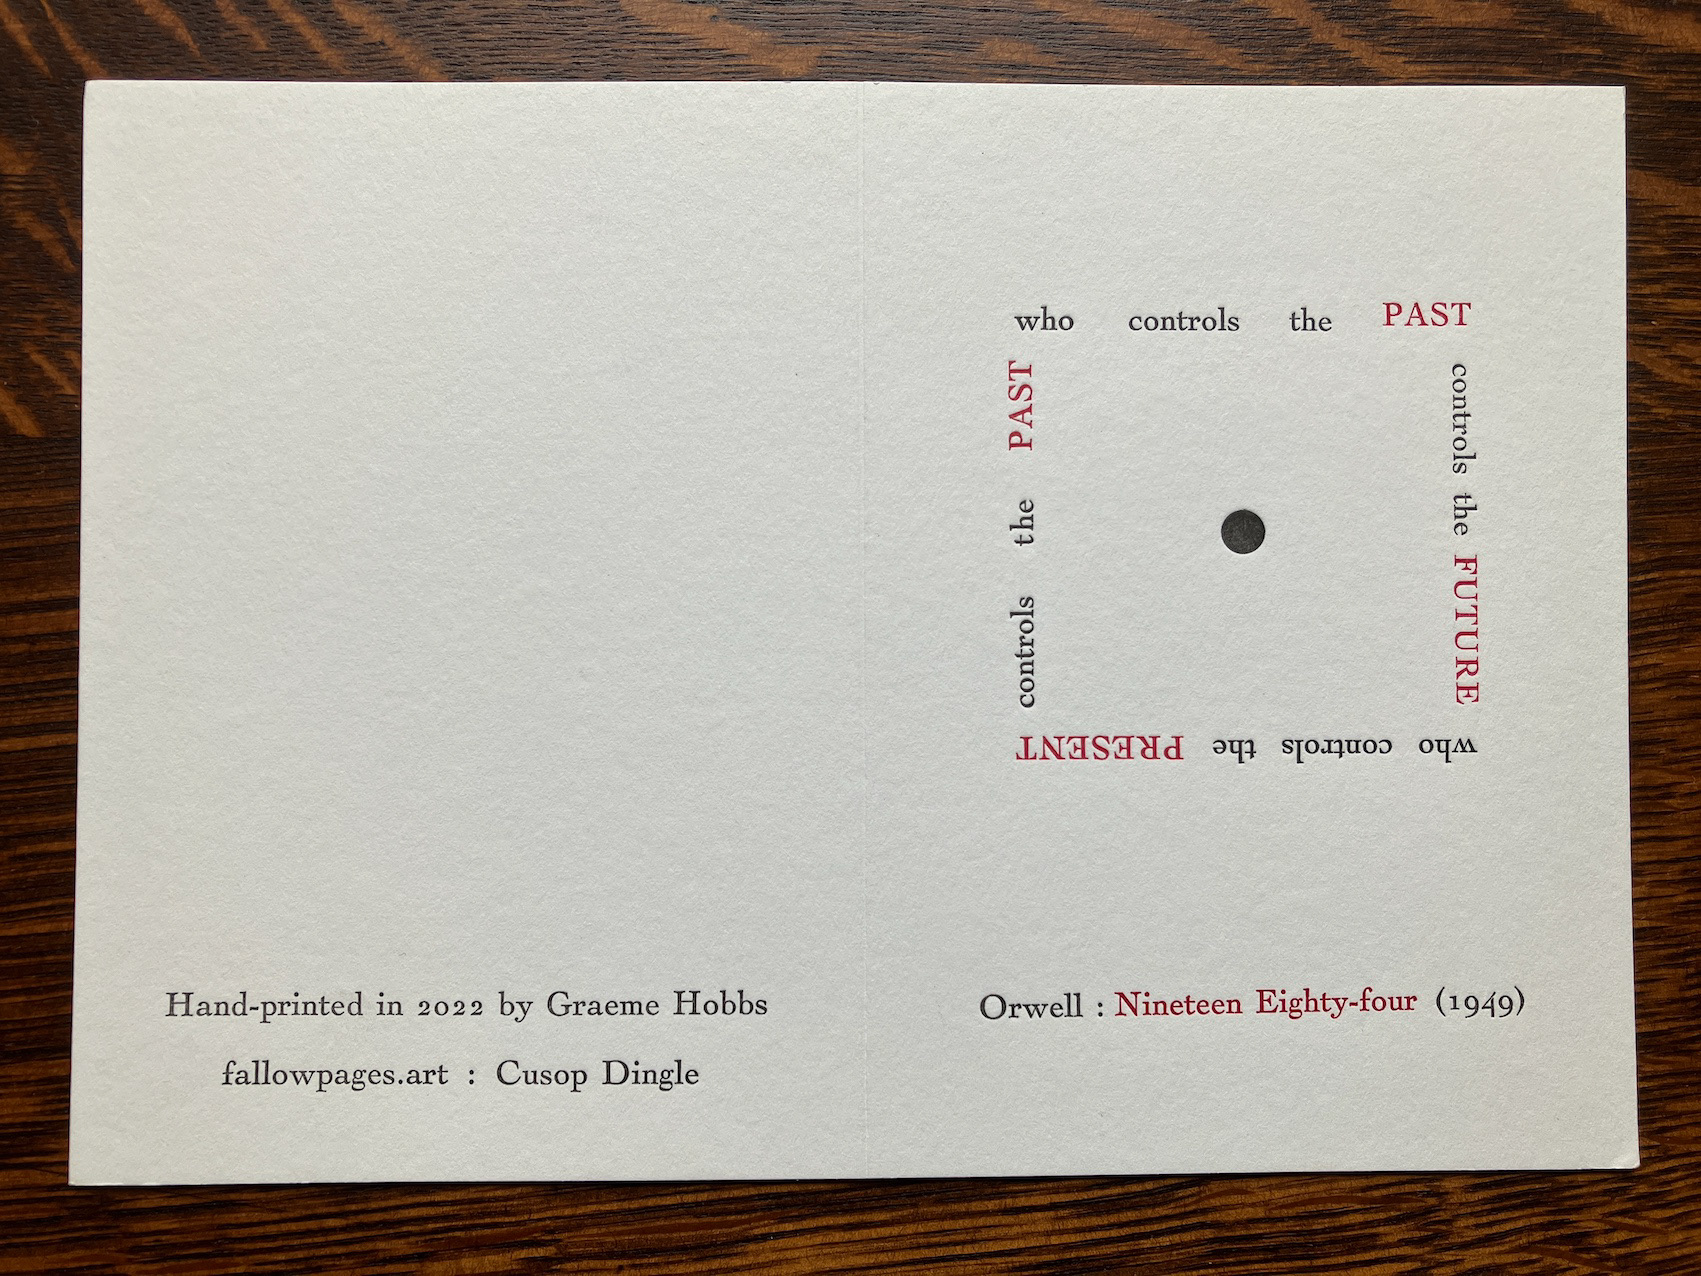 who controls the PAST
controls the FUTURE
who controls the PRESENT
controls the PAST
Hand-printed in 2022 by Graeme Hobbs
fallowpages.art : Cusop Dingle
Orwell : Nineteen Eighty-four (1949)